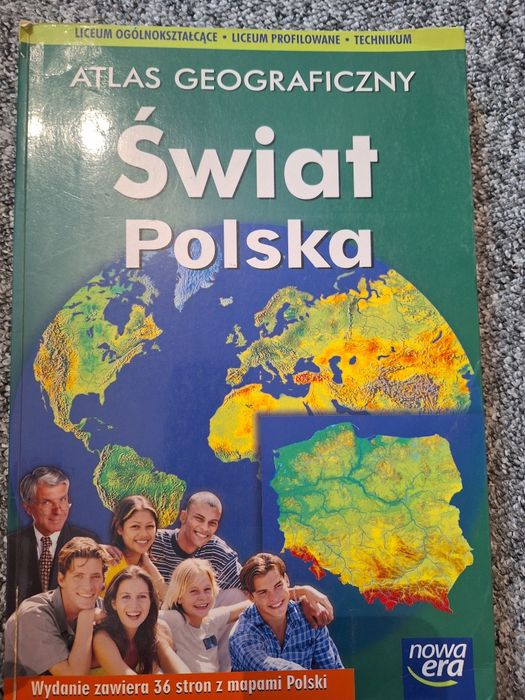 LICEUM OGÓLNOKSZTAŁCĄCE • LICEUM PROFILOWANE • TECHNIKUM
ATLAS GEOGRAFICZNY
Świat
Polska
nowa
era
Wydanie zawiera 36 stron z mapami Polski